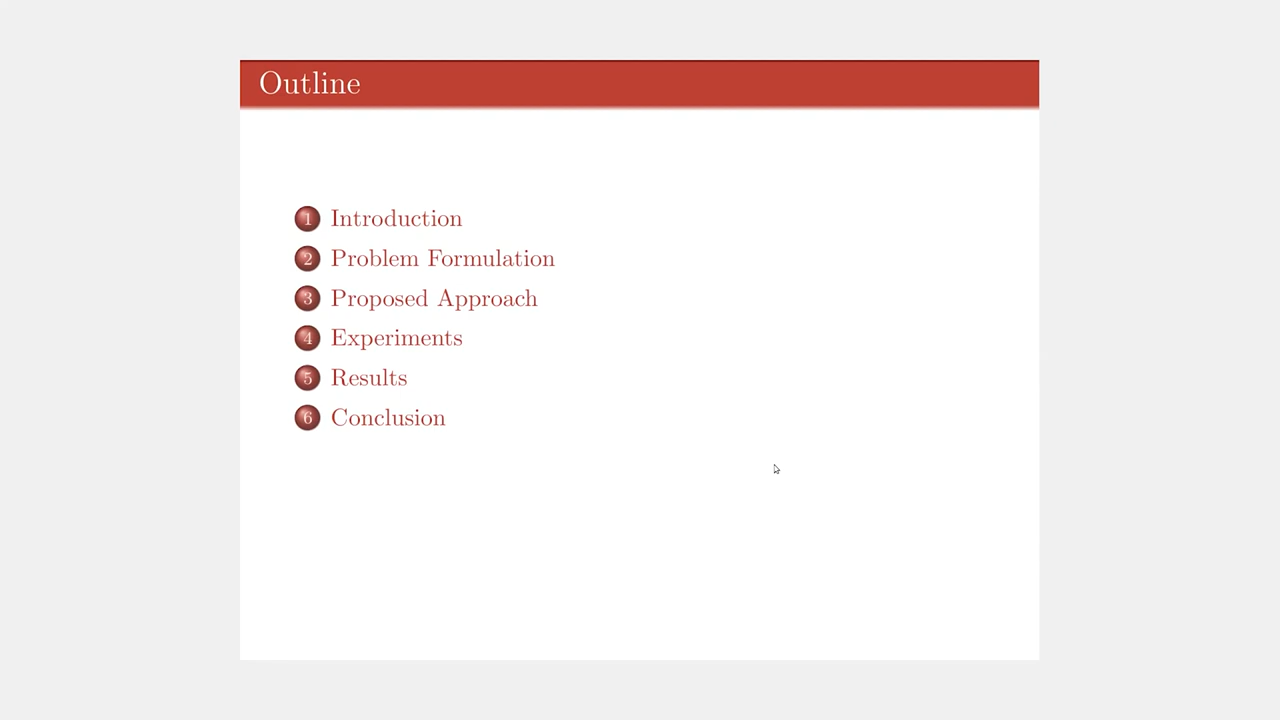 Outline
1 Introduction
2 Problem Formulation
3 Proposed Approach
4 Experiments
5 Results
6 Conclusion